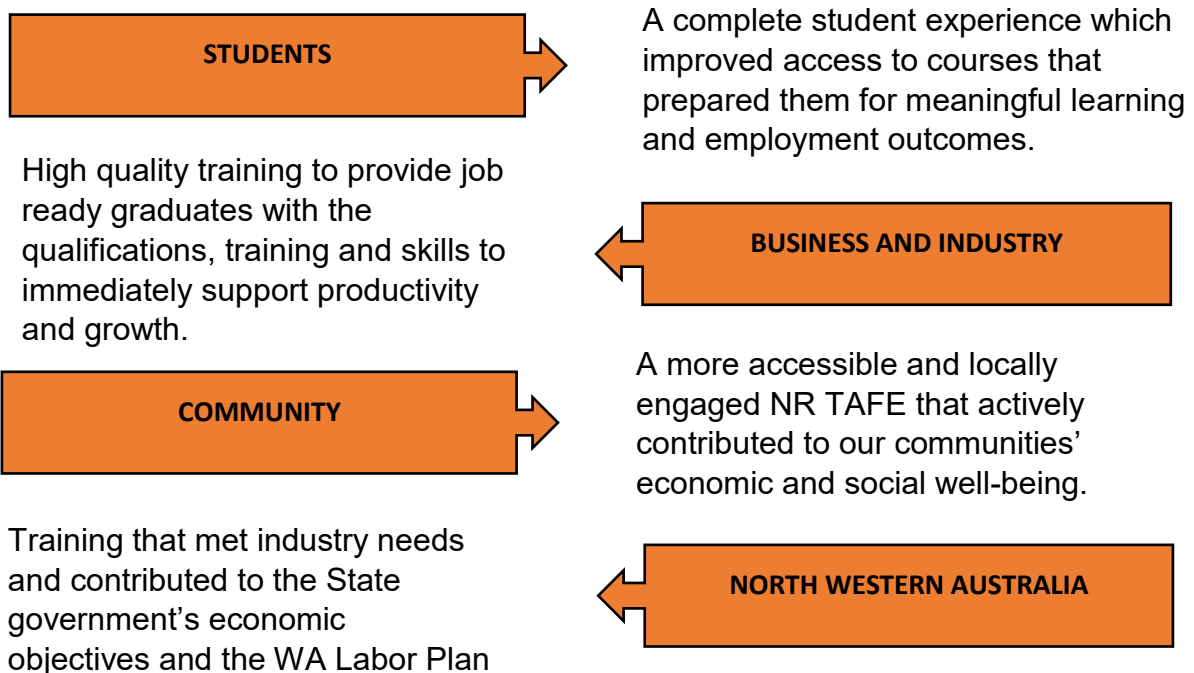 STUDENTS
A complete student experience which
improved access to courses that
prepared them for meaningful learning
and employment outcomes.
High quality training to provide job
ready graduates with the
qualifications, training and skills to
immediately support productivity
and growth.
BUSINESS AND INDUSTRY
COMMUNITY
A more accessible and locally
engaged NR TAFE that actively
contributed to our communities’
economic and social well-being.
Training that met industry needs
and contributed to the State
government’s economic
objectives and the WA Labor Plan
NORTH WESTERN AUSTRALIA